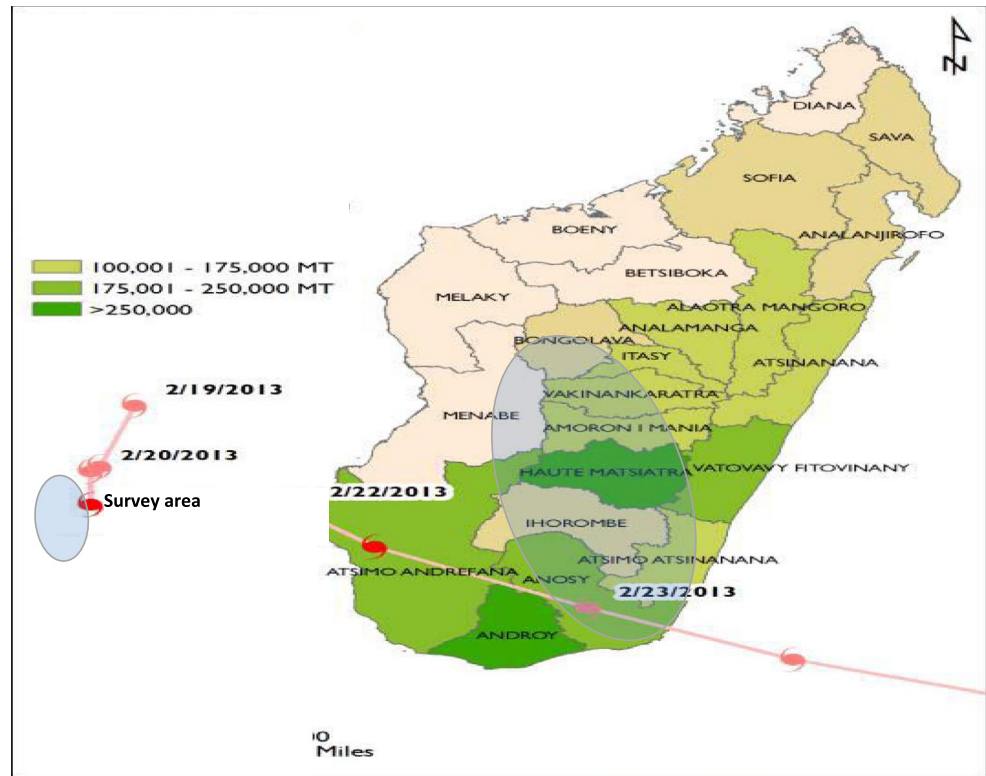 N
DIANA
SAVA
SOFIA
ANALANJIROFO
BOENY
BETSIBOKA
MELAKY
ALAOTRA MANGORO
ANALAMANGA
BONGOLAVA
ITASY
ATSINANANA
VAKINANKARATRA
MENABE
AMORON I MANIA
HAUTE MATSIATRA
VATOVAVY FITOVINANY
IHOROMBE
ATSIMO ATSINANANA
ATSIMO ANDREFANA
ANOSY
ANDROY
100,001 - 175,000 MT
175,001 - 250,000 MT
>250,000
2/19/2013
2/20/2013
Survey area
2/22/2013
2/23/2013
00
Miles